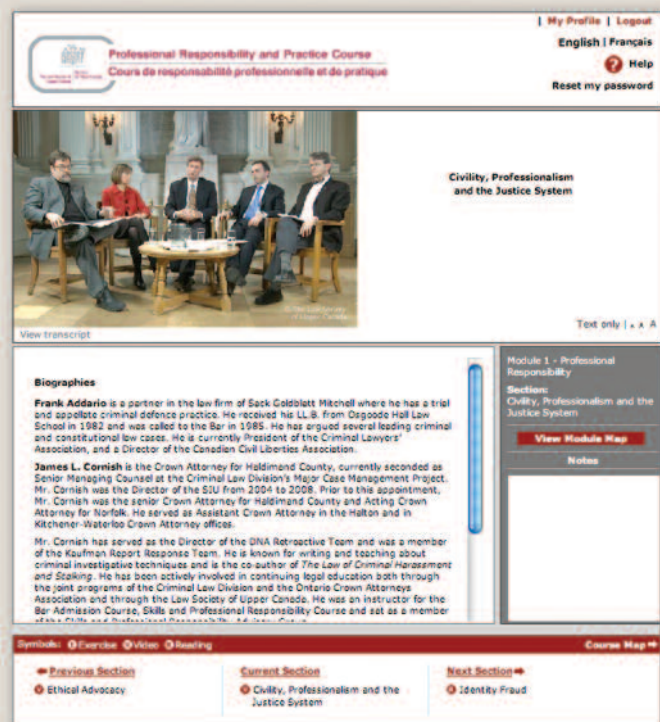 | My Profile | Logout
English | Français
? Help
Reset my password
Professional Responsibility and Practice Course
Cours de responsabilité professionnelle et de pratique
Civility, Professionalism
and the Justice System
View transcript
Text only | A A A
Biographies
Frank Addario is a partner in the law firm of Sack Goldblatt Mitchell where he has a trial
and appellate criminal defence practice. He received his LL.B. from Osgoode Hall Law
School in 1982 and was called to the Bar in 1985. He has argued several leading criminal
and constitutional law cases. He is currently President of the Criminal Lawyers'
Association, and a Director of the Canadian Civil Liberties Association.
James L. Cornish is the Crown Attorney for Haldimand County, currently seconded as
Senior Managing Counsel at the Criminal Law Division's Major Case Management Project.
Mr. Cornish was the Director of the SIU from 2004 to 2008. Prior to this appointment,
Mr. Cornish was the senior Crown Attorney for Haldimand County and Acting Crown
Attorney for Norfolk. He served as Assistant Crown Attorney in the Halton and in
Kitchener-Waterloo Crown Attorney offices.
Mr. Cornish has served as the Director of the DNA Retroactive Team and was a member
of the Kaufman Report Response Team. He is known for writing and teaching about
criminal investigative techniques and is the co-author of The Law of Criminal Harassment
and Stalking. He has been actively involved in continuing legal education both through
the joint programs of the Criminal Law Division and the Ontario Crown Attorneys
Association and through the Law Society of Upper Canada. He was an instructor for the
Bar Admission Course, Skills and Professional Responsibility Course and sat as a member
Module 1 - Professional
Responsibility
Section:
Civility, Professionalism and the
Justice System
View Module Map
Notes
Symbols: Exercise Video Reading
Course Map
Previous Section
Ethical Advocacy
Current Section
Civility, Professionalism and the
Justice System
Next Section
Identity Fraud